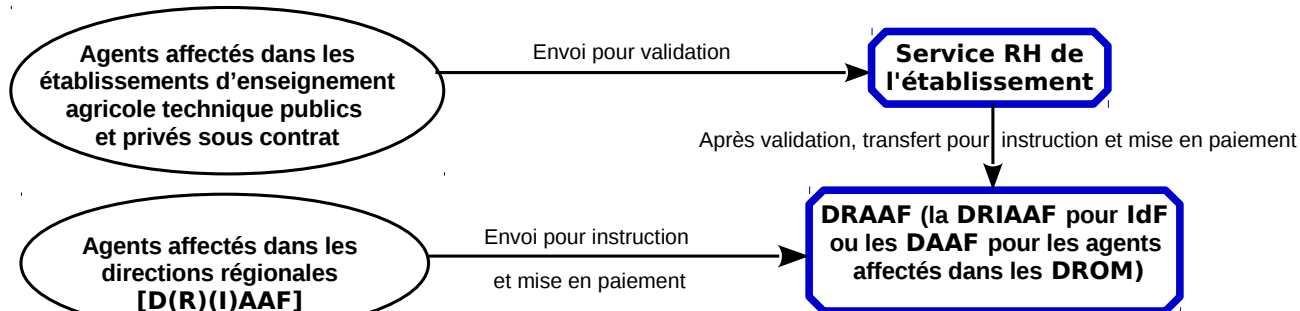 Agents affectés dans les
établissements d'enseignement
agricole technique publics
et privés sous contrat
Envoi pour validation
Service RH de
l'établissement
Après validation, transfert pour instruction et mise en paiement
Agents affectés dans les
directions régionales
[D(R)(I)AAF]
Envoi pour instruction
et mise en paiement
DRAAF (la DRIAAF pour IdF
ou les DAAF pour les agents
affectés dans les DROM)